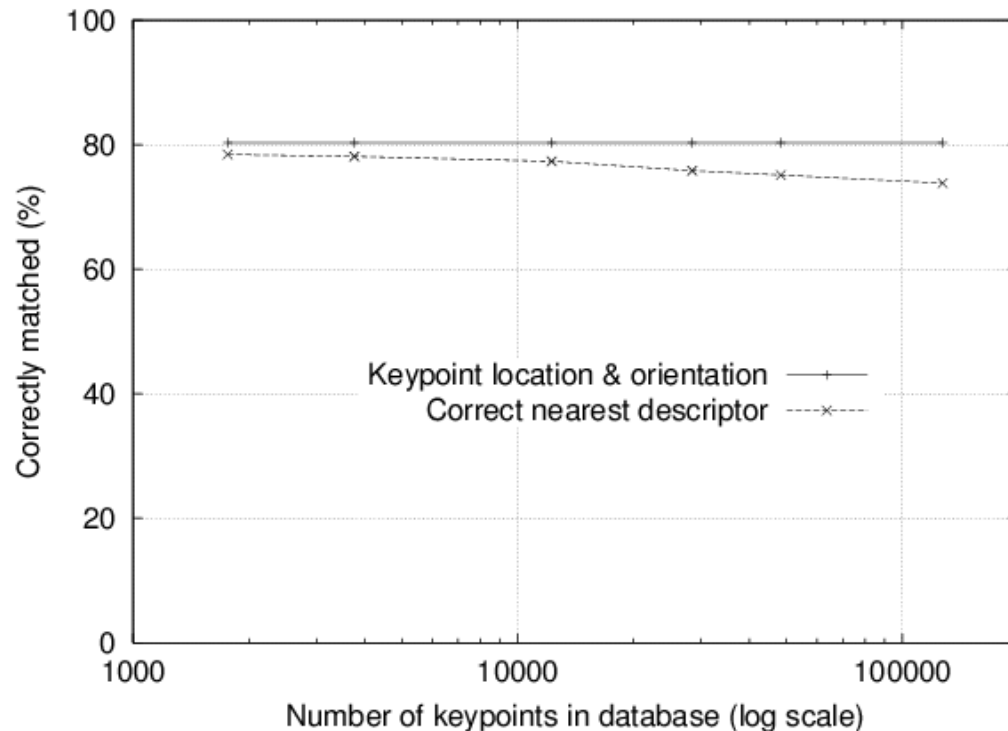 100
80
60
40
20
0
Correctly matched (%)
Keypoint location & orientation
Correct nearest descriptor
1000 10000 100000
Number of keypoints in database (log scale)